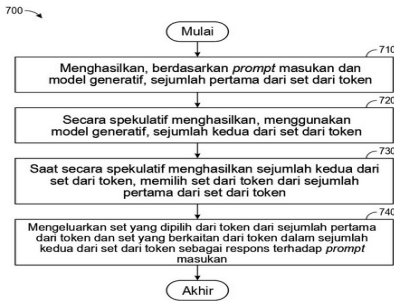 700
Mulai
710
Menghasilkan, berdasarkan prompt masukan dan
model generatif, sejumlah pertama dari set dari token
720
Secara spekulatif menghasilkan, menggunakan
model generatif, sejumlah kedua dari set dari token
730
Saat secara spekulatif menghasilkan sejumlah kedua dari
set dari token, memilih set dari token dari sejumlah
pertama dari set dari token
740
Mengeluarkan set yang dipilih dari token dari sejumlah pertama
dari token dan set yang berkaitan dari token dalam sejumlah
kedua dari set dari token sebagai respons terhadap prompt
masukan
Akhir